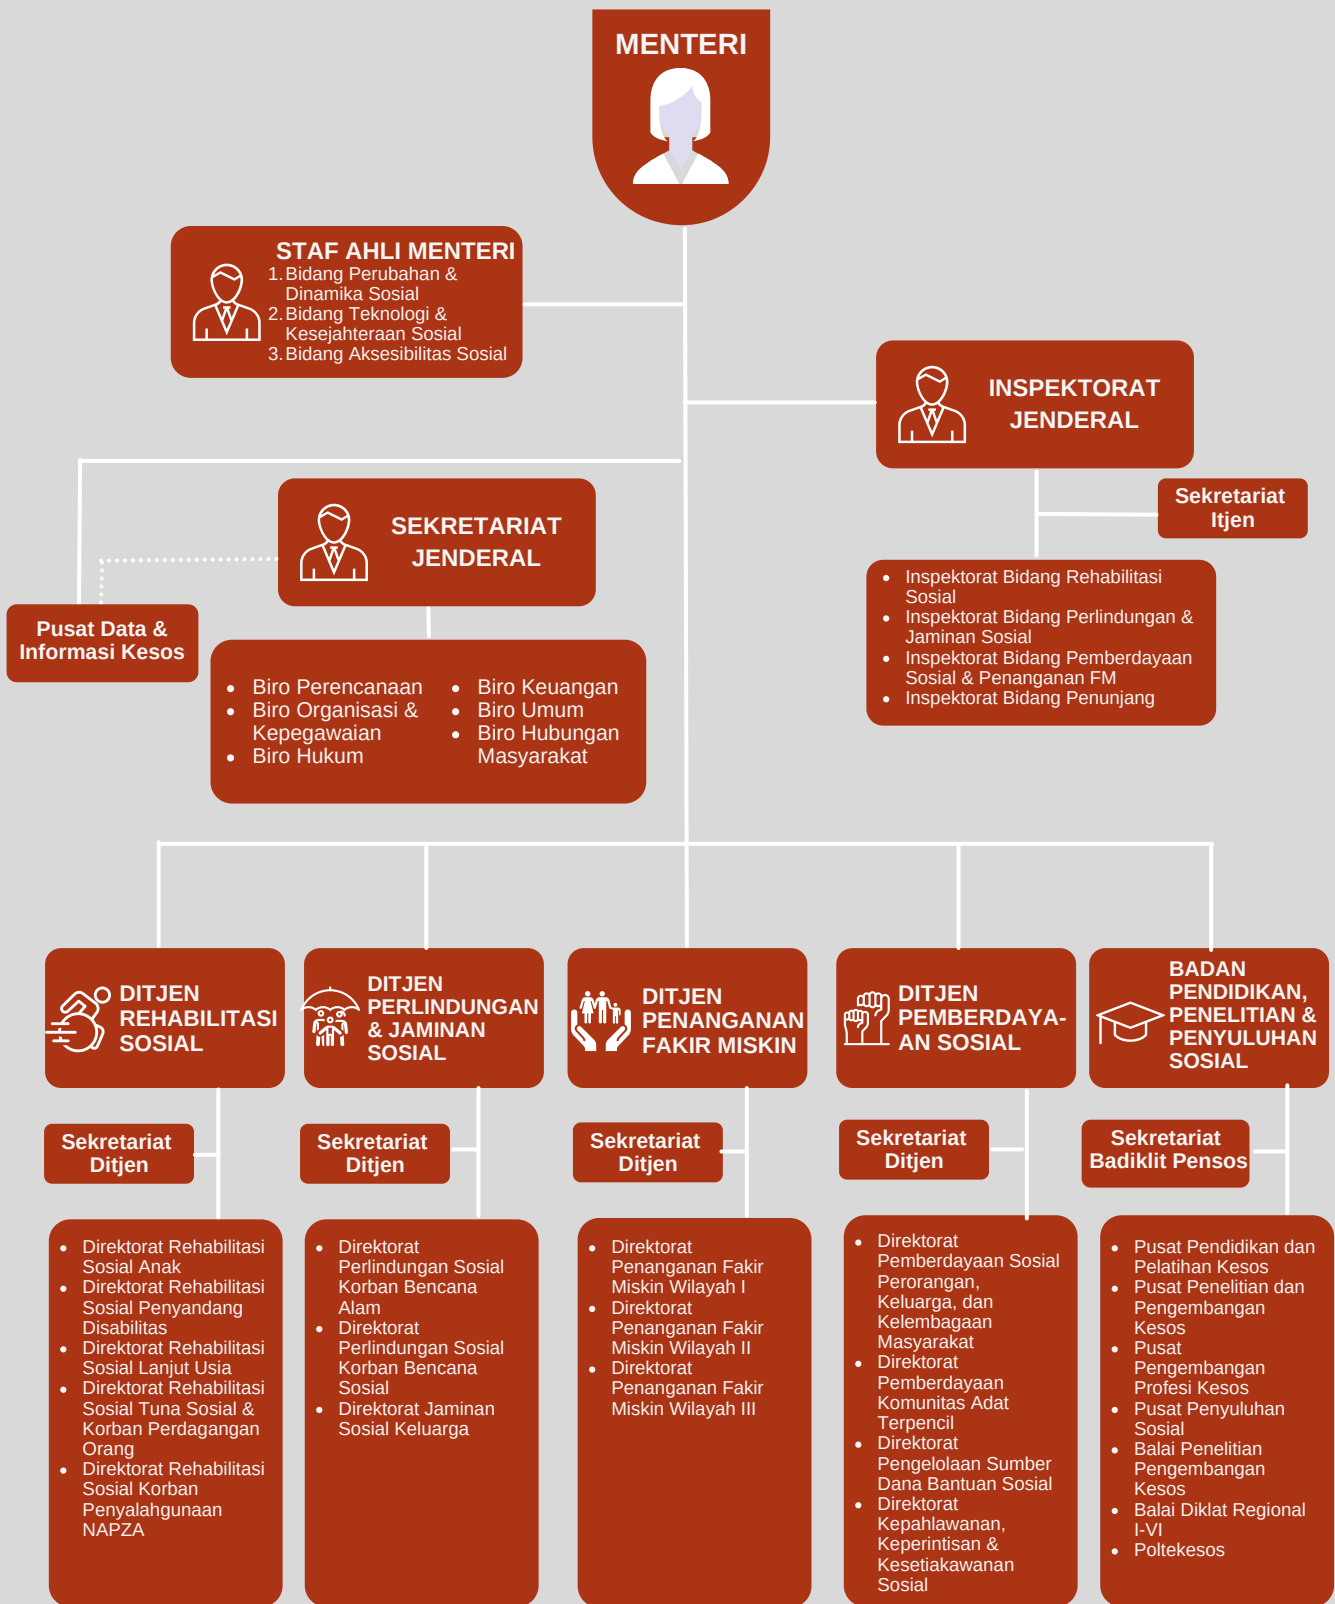 MENTERI
STAF AHLI MENTERI
1. Bidang Perubahan &
Dinamika Sosial
2. Bidang Teknologi &
Kesejahteraan Sosial
3. Bidang Aksesibilitas Sosial
INSPEKTORAT
JENDERAL
Sekretariat
Itjen
• Inspektorat Bidang Rehabilitasi
Sosial
• Inspektorat Bidang Perlindungan &
Jaminan Sosial
• Inspektorat Bidang Pemberdayaan
Sosial & Penanganan FM
• Inspektorat Bidang Penunjang
SEKRETARIAT
JENDERAL
Pusat Data &
Informasi Kesos
• Biro Perencanaan
• Biro Organisasi &
Kepegawaian
• Biro Hukum
• Biro Keuangan
• Biro Umum
• Biro Hubungan
Masyarakat
DITJEN
REHABILITASI
SOSIAL
Sekretariat
Ditjen
• Direktorat Rehabilitasi
Sosial Anak
• Direktorat Rehabilitasi
Sosial Penyandang
Disabilitas
• Direktorat Rehabilitasi
Sosial Lanjut Usia
• Direktorat Rehabilitasi
Sosial Tuna Sosial &
Korban Perdagangan
Orang
• Direktorat Rehabilitasi
Sosial Korban
Penyalahgunaan
NAPZA
DITJEN
PERLINDUNGAN
& JAMINAN
SOSIAL
Sekretariat
Ditjen
• Direktorat
Perlindungan Sosial
Korban Bencana
Alam
• Direktorat
Perlindungan Sosial
Korban Bencana
Sosial
• Direktorat Jaminan
Sosial Keluarga
DITJEN
PENANGANAN
FAKIR MISKIN
Sekretariat
Ditjen
• Direktorat
Penanganan Fakir
Miskin Wilayah I
• Direktorat
Penanganan Fakir
Miskin Wilayah II
• Direktorat
Penanganan Fakir
Miskin Wilayah III
DITJEN
PEMBERDAYA-
AN SOSIAL
Sekretariat
Ditjen
• Direktorat
Pemberdayaan Sosial
Perorangan,
Keluarga, dan
Kelembagaan
Masyarakat
• Direktorat
Pemberdayaan
Komunitas Adat
Terpencil
• Direktorat
Pengelolaan Sumber
Dana Bantuan Sosial
• Direktorat
Kepahlawanan,
Keperintisan &
Kesetiakawanan
Sosial
BADAN
PENDIDIKAN,
PENELITIAN &
PENYULUHAN
SOSIAL
Sekretariat
Badiklit Pensos
• Pusat Pendidikan dan
Pelatihan Kesos
• Pusat Penelitian dan
Pengembangan
Kesos
• Pusat
Pengembangan
Profesi Kesos
• Pusat Penyuluhan
Sosial
• Balai Penelitian
Pengembangan
Kesos
• Balai Diklat Regional
I-VI
• Poltekesos